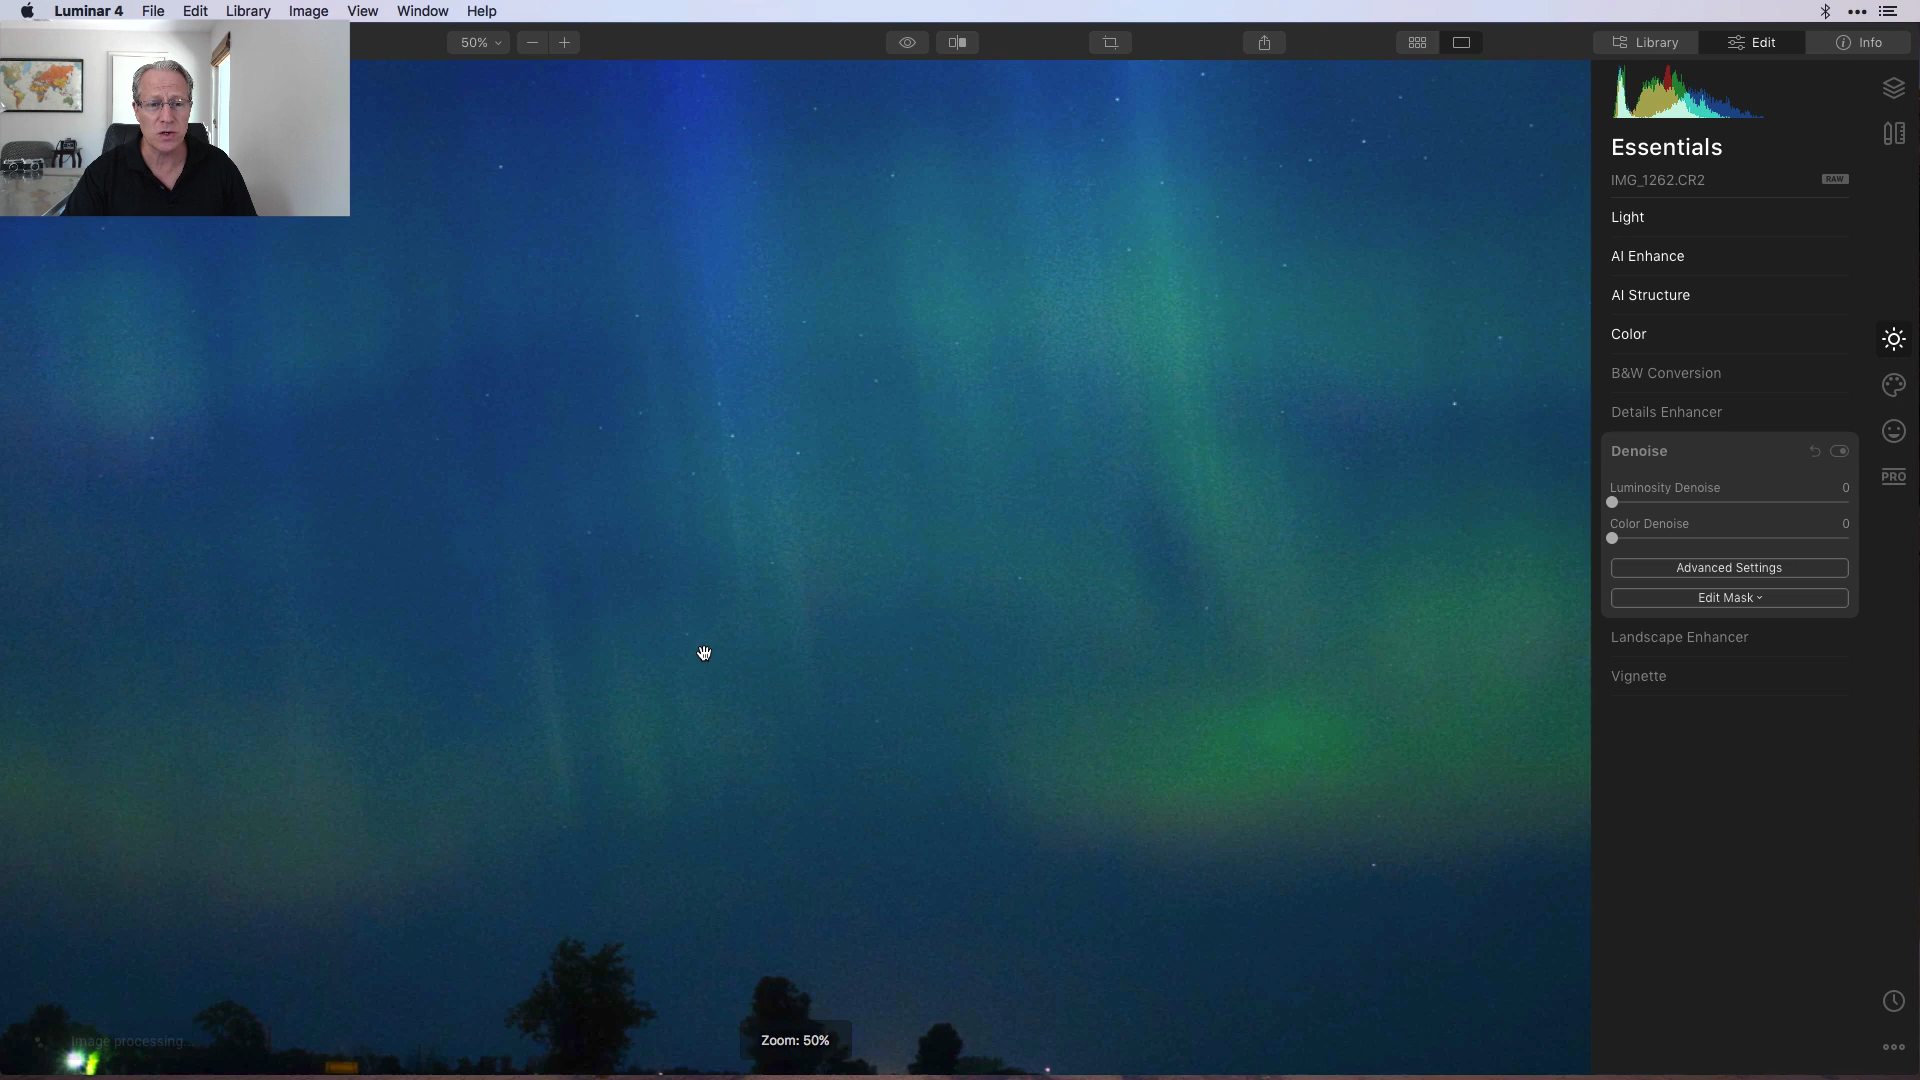 Luminar 4 File Edit Library Image View Window Help
50%
Library Edit Info
Essentials
IMG_1262.CR2 RAW
Light
AI Enhance
AI Structure
Color
B&W Conversion
Details Enhancer
Denoise
Luminosity Denoise 0
Color Denoise 0
Advanced Settings
Edit Mask
Landscape Enhancer
Vignette
PRO
Image processing...
Zoom: 50%